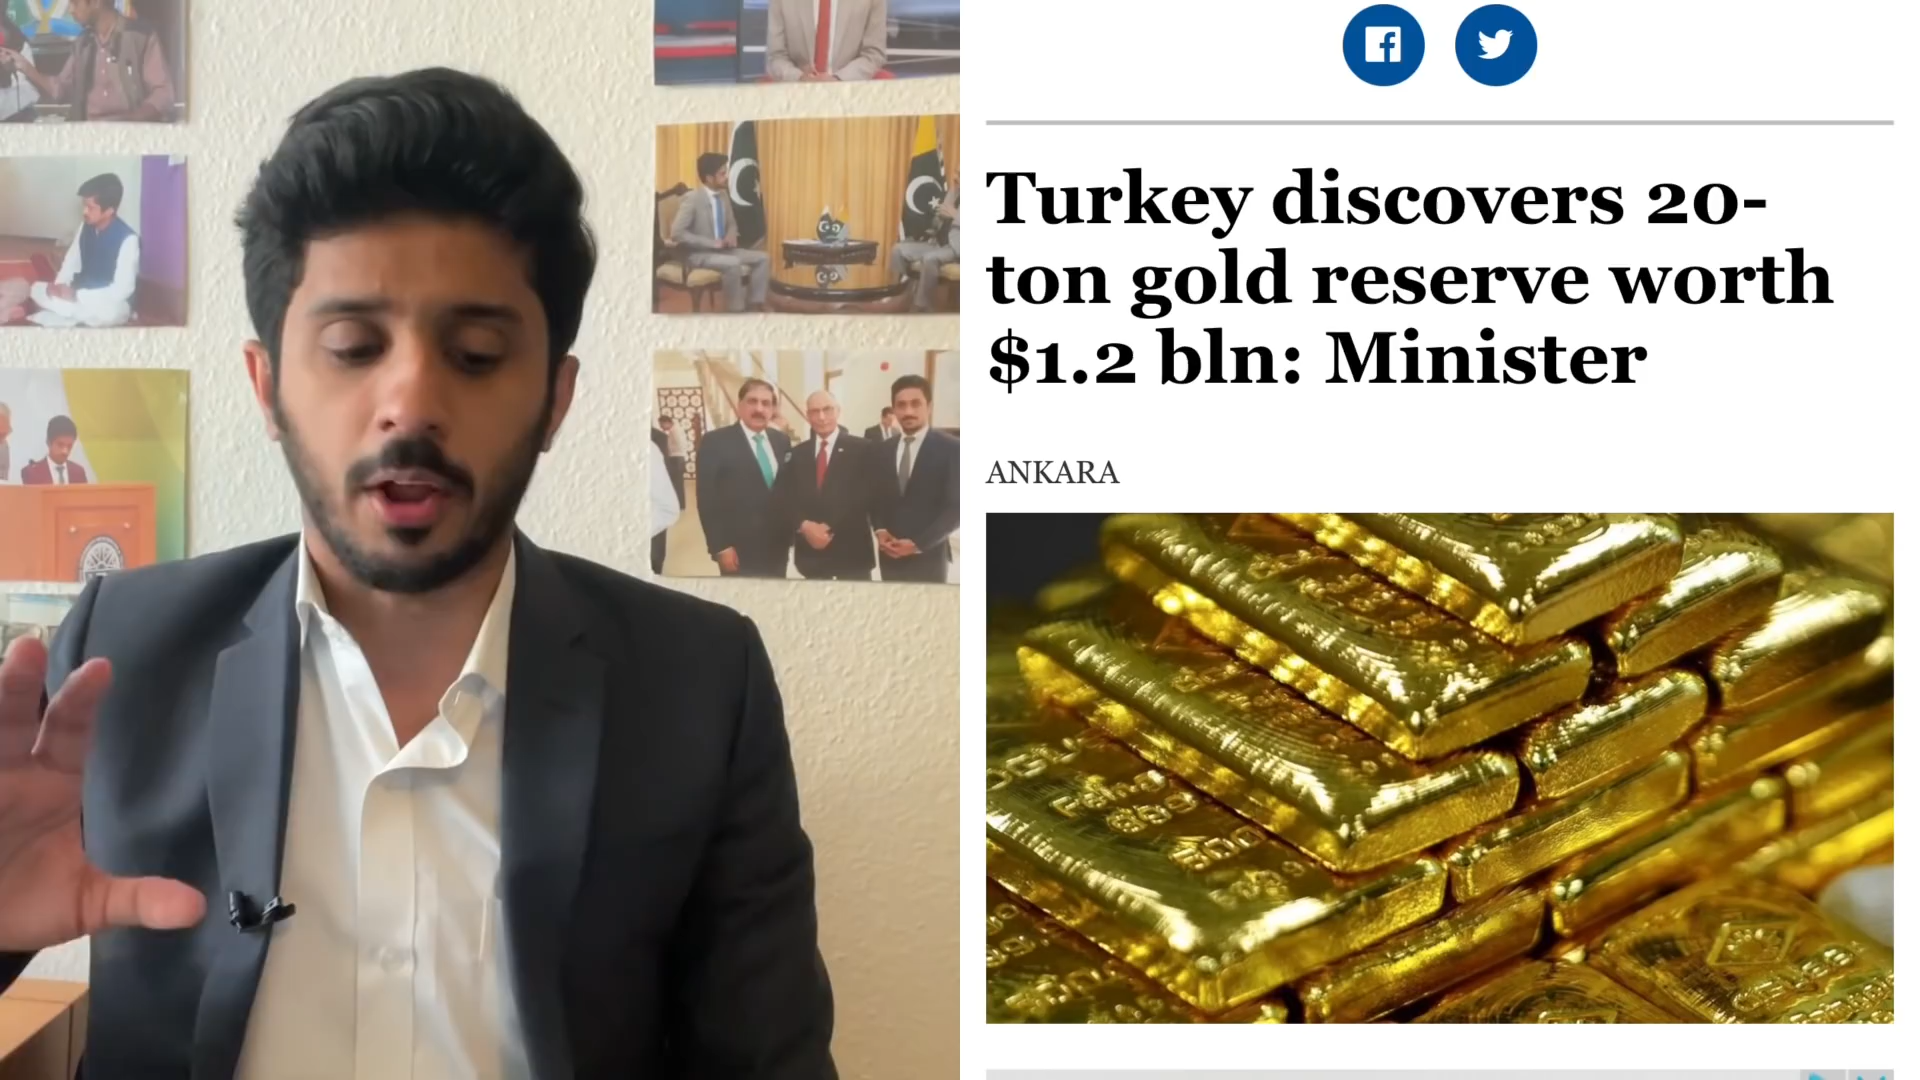 Turkey discovers 20-
ton gold reserve worth
$1.2 bln: Minister
ANKARA